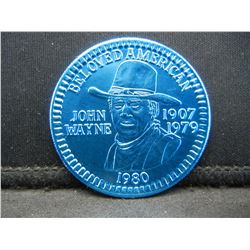 BELOVED AMERICAN
JOHN WAYNE
1907 1979
1980